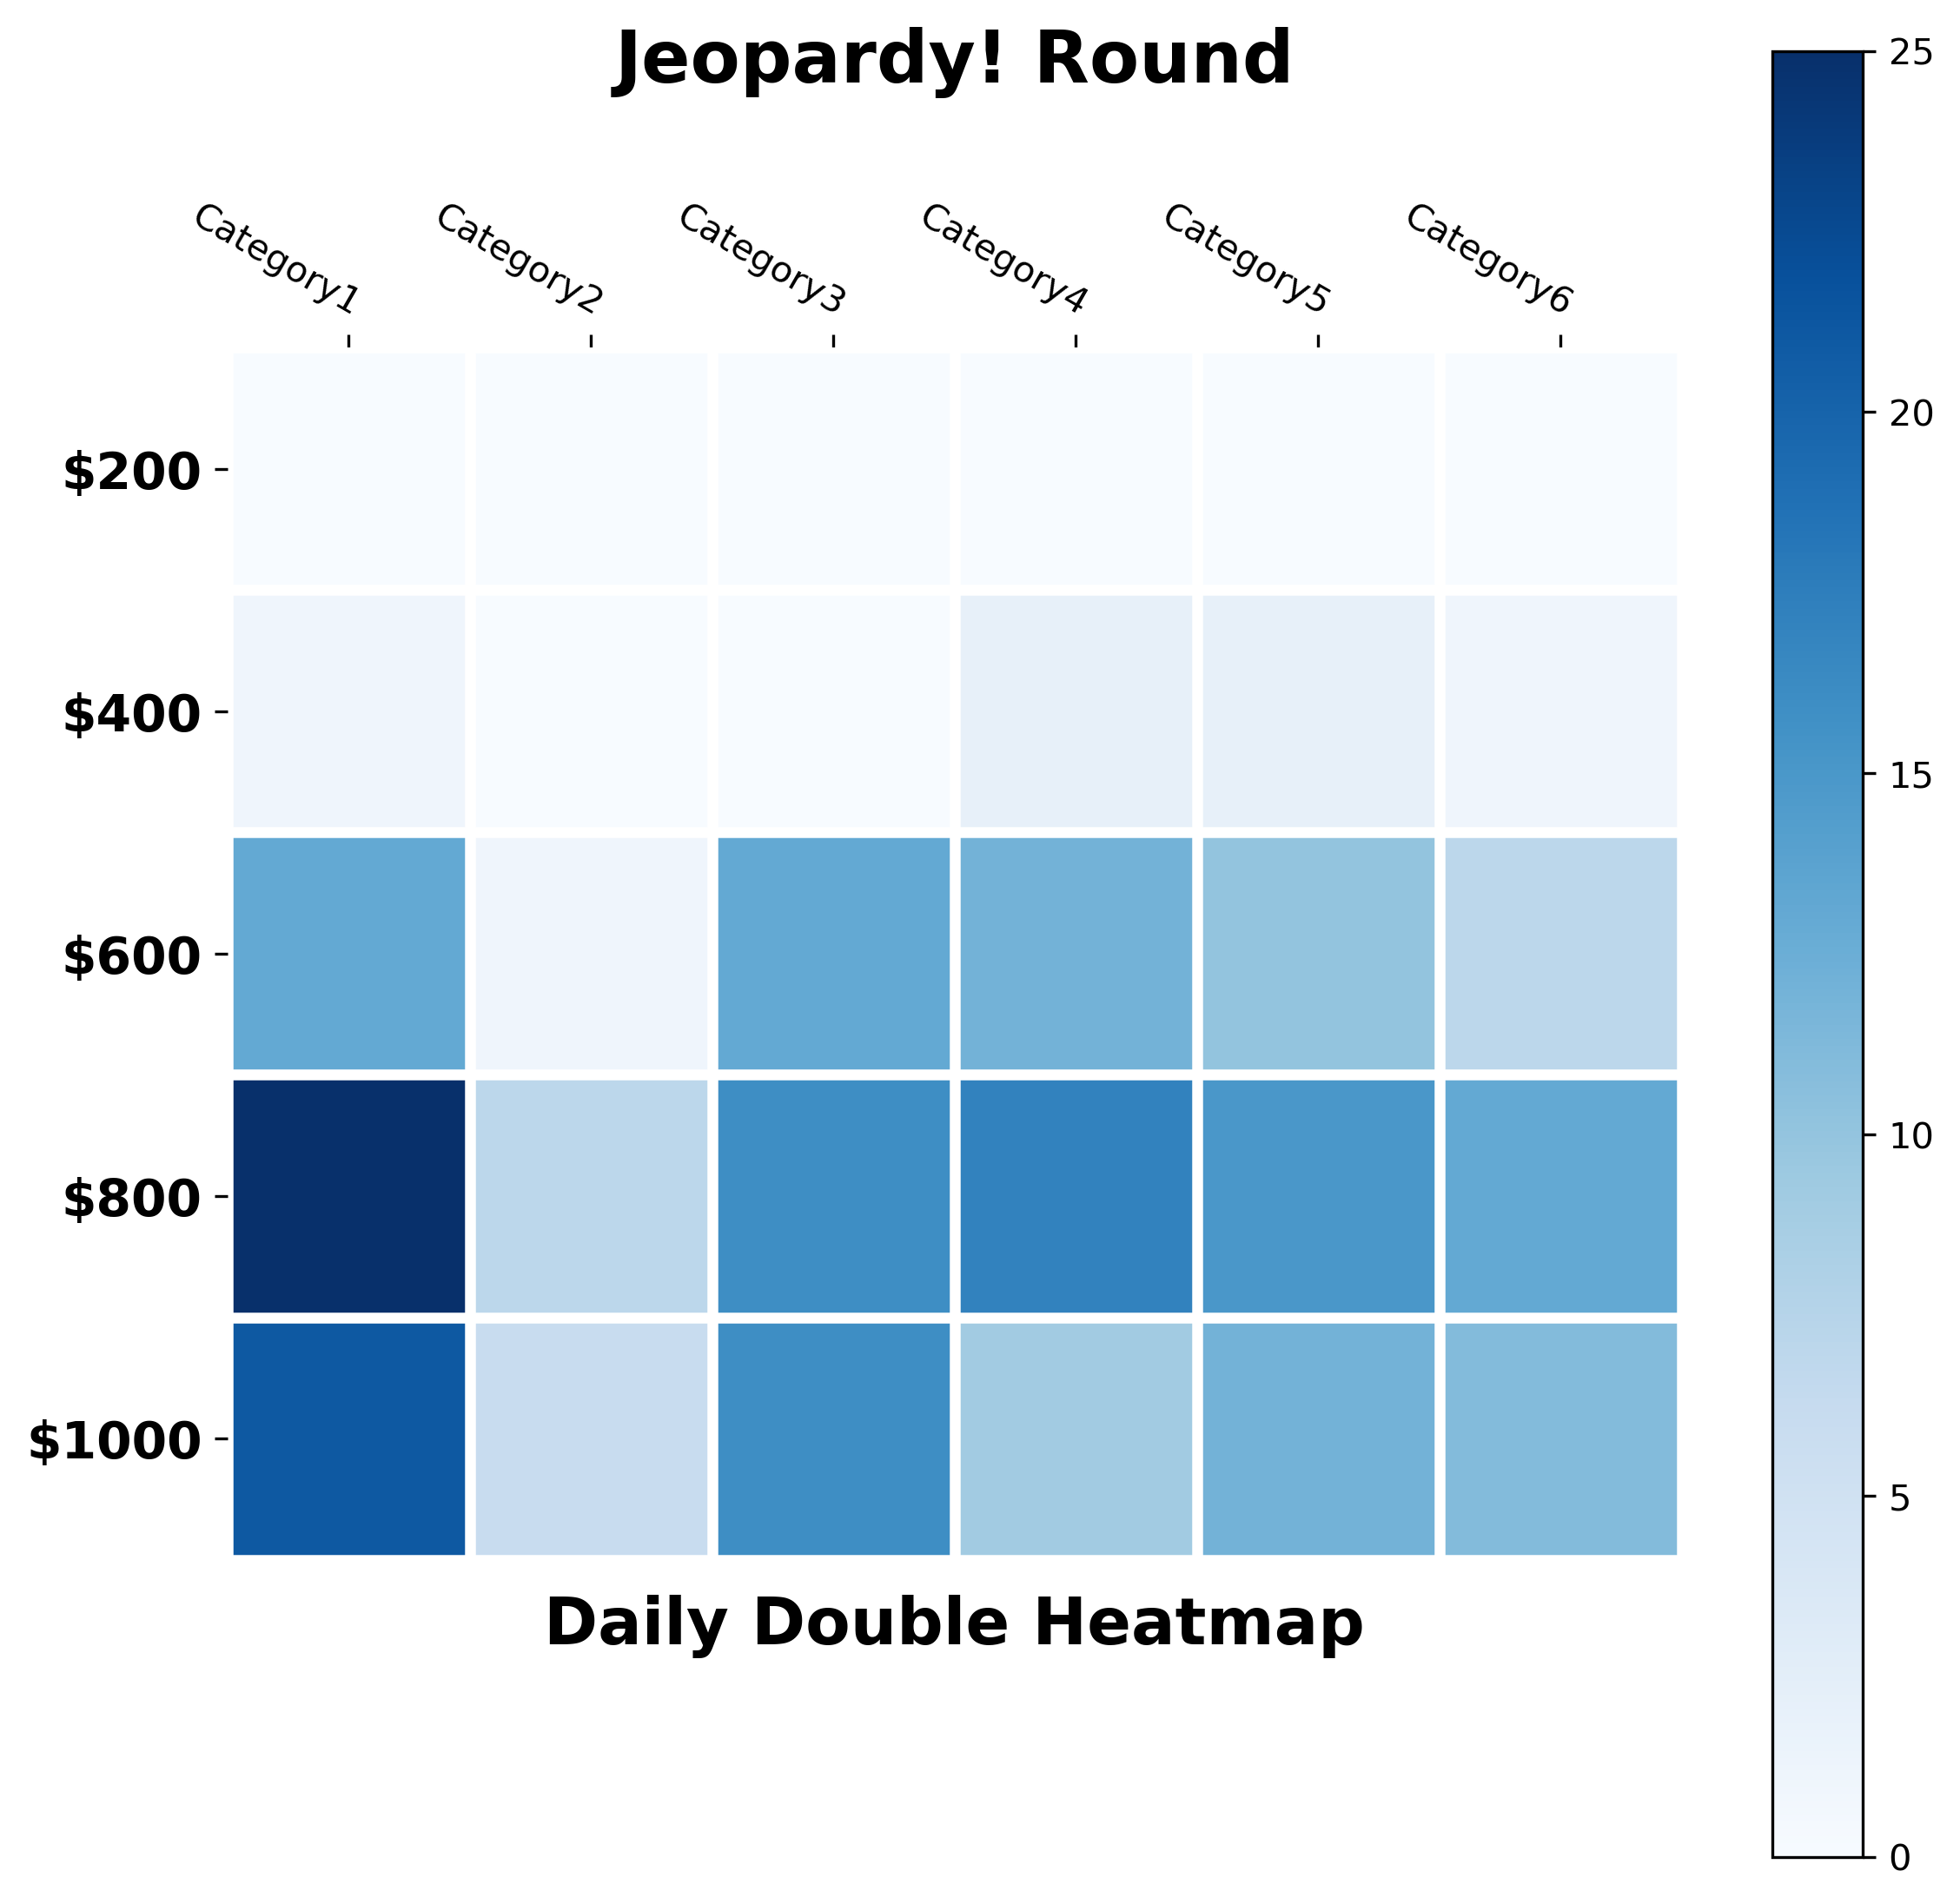 Jeopardy! Round
Category1
Category2
Category3
Category4
Category5
Category6
$200
$400
$600
$800
$1000
Daily Double Heatmap
25
20
15
10
5
0